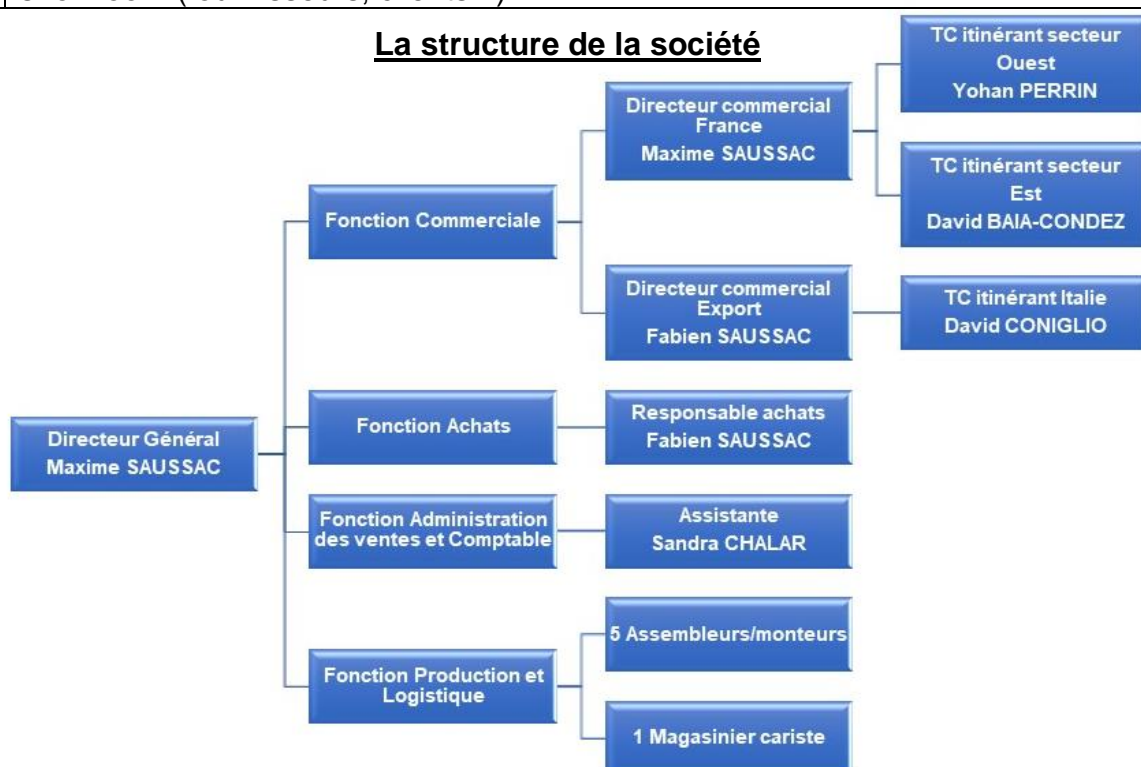 La structure de la société
TC itinérant secteur
Ouest
Yohan PERRIN
Directeur commercial
France
Maxime SAUSSAC
TC itinérant secteur
Est
David BAIA-CONDEZ
Fonction Commerciale
Directeur commercial
Export
Fabien SAUSSAC
TC itinérant Italie
David CONIGLIO
Directeur Général
Maxime SAUSSAC
Fonction Achats
Responsable achats
Fabien SAUSSAC
Fonction Administration
des ventes et Comptable
Assistante
Sandra CHALAR
5 Assembleurs/monteurs
Fonction Production et
Logistique
1 Magasinier cariste